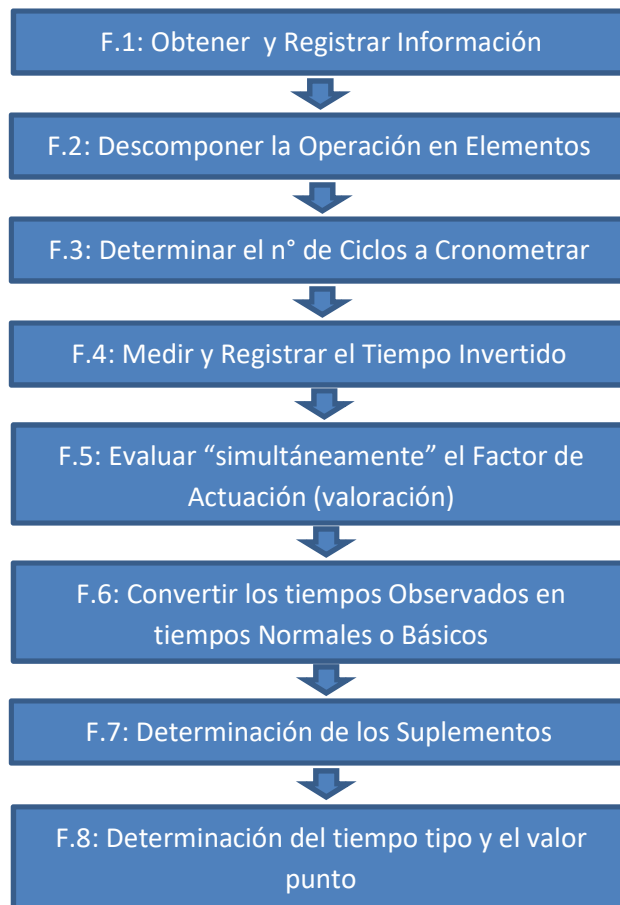 F.1: Obtener y Registrar Información
F.2: Descomponer la Operación en Elementos
F.3: Determinar el n° de Ciclos a Cronometrar
F.4: Medir y Registrar el Tiempo Invertido
F.5: Evaluar “simultáneamente” el Factor de
Actuación (valoración)
F.6: Convertir los tiempos Observados en
tiempos Normales o Básicos
F.7: Determinación de los Suplementos
F.8: Determinación del tiempo tipo y el valor
punto